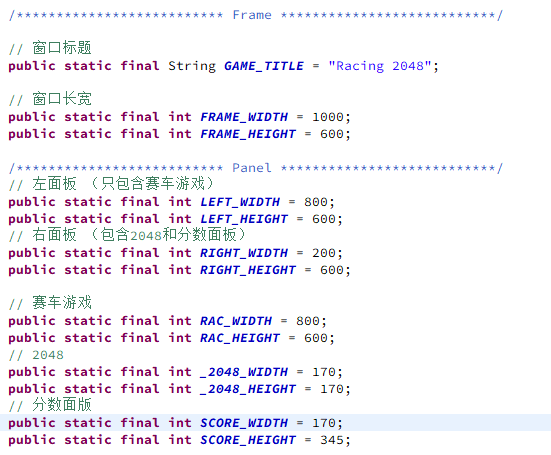 /*************************** Frame ****************************/
// 窗口标题
public static final String GAME_TITLE = "Racing 2048";
// 窗口长宽
public static final int FRAME_WIDTH = 1000;
public static final int FRAME_HEIGHT = 600;
/*************************** Panel ****************************/
// 左面板 （只包含赛车游戏）
public static final int LEFT_WIDTH = 800;
public static final int LEFT_HEIGHT = 600;
// 右面板 （包含2048和分数面板）
public static final int RIGHT_WIDTH = 200;
public static final int RIGHT_HEIGHT = 600;
// 赛车游戏
public static final int RAC_WIDTH = 800;
public static final int RAC_HEIGHT = 600;
// 2048
public static final int _2048_WIDTH = 170;
public static final int _2048_HEIGHT = 170;
// 分数面版
public static final int SCORE_WIDTH = 170;
public static final int SCORE_HEIGHT = 345;